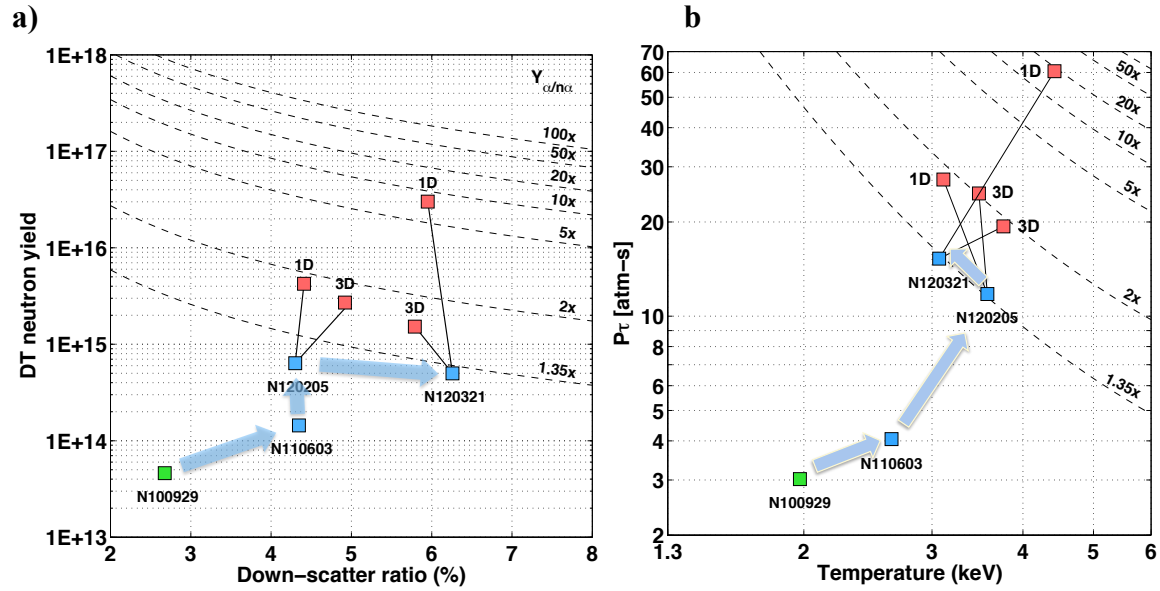 a)
1E+18
1E+17
1E+16
1E+15
1E+14
1E+13
DT neutron yield
Y α/nα
100x
50x
20x
10x
5x
2x
1.35x
1D
1D
3D
3D
N120205
N120321
N110603
N100929
2 3 4 5 6 7 8
Down–scatter ratio (%)
b
70
60
50
40
30
20
10
8
6
5
4
3
2
Pτ [atm–s]
50x
20x
10x
5x
2x
1.35x
1D
1D
3D
3D
N120321
N120205
N110603
N100929
1.3 2 3 4 5 6
Temperature (keV)